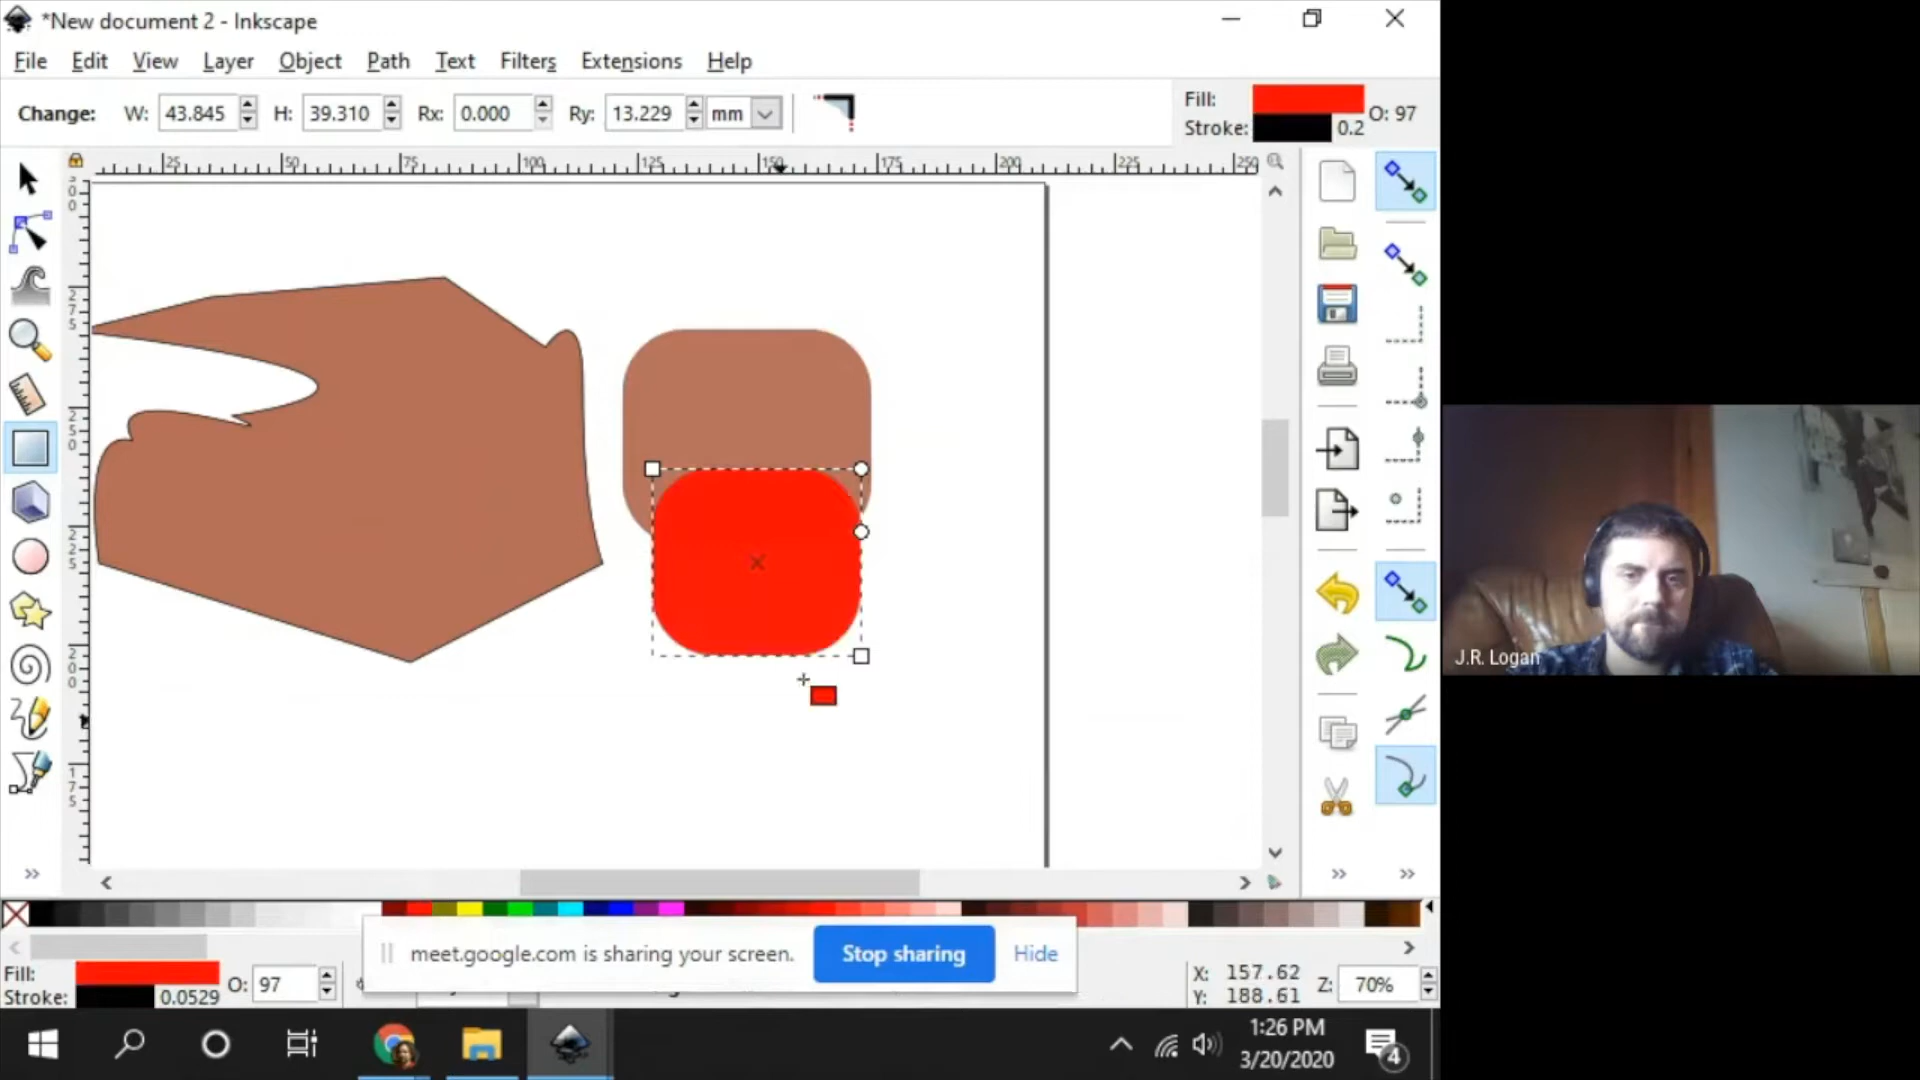 *New document 2 - Inkscape
File Edit View Layer Object Path Text Filters Extensions Help
Change: W: 43.845 H: 39.310 Rx: 0.000 Ry: 13.229 mm
Fill:
Stroke: 0.2 O: 97
25 50 75 100 125 150 175 200 225 250
J.R. Logan
meet.google.com is sharing your screen. Stop sharing Hide
Fill:
Stroke: 0.0529 O: 97
X: 157.62
Y: 188.61
Z: 70%
1:26 PM
3/20/2020
4